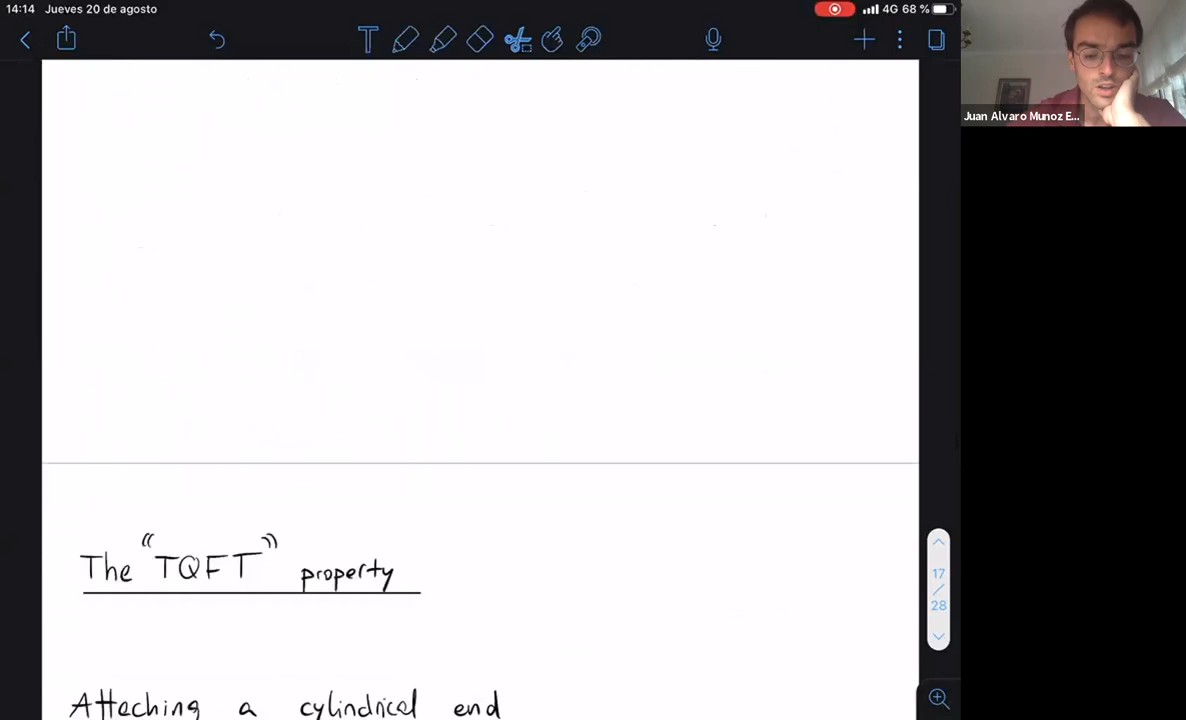 14:14 Jueves 20 de agosto
4G 68 %
T
Juan Alvaro Munoz E...
The "TQFT" property
17
/
28
Attaching a cylindrical end